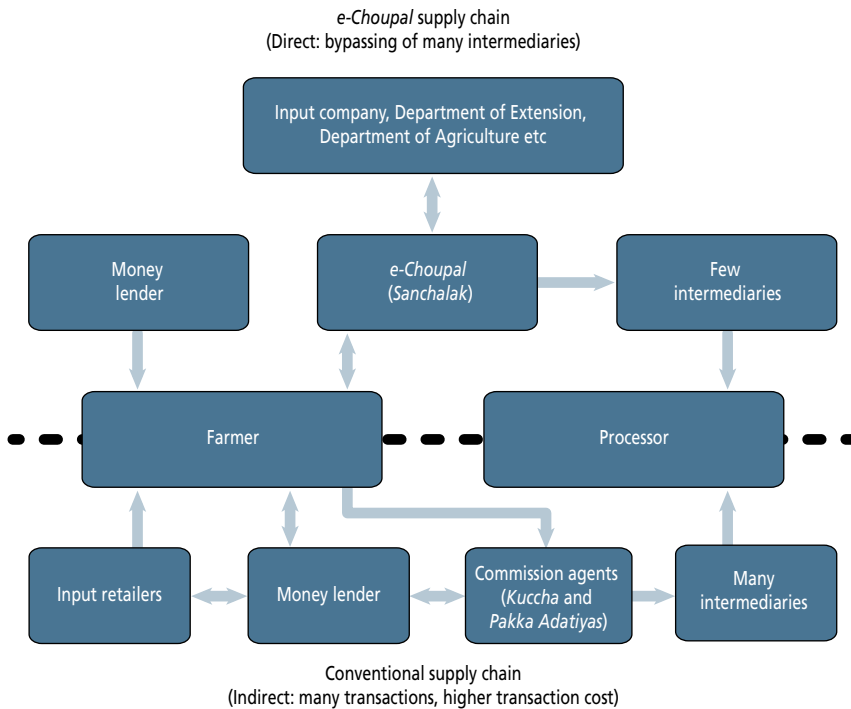 e-Choupal supply chain
(Direct: bypassing of many intermediaries)
Input company, Department of Extension,
Department of Agriculture etc
Money
lender
e-Choupal
(Sanchalak)
Few
intermediaries
Farmer
Processor
Input retailers
Money lender
Commission agents
(Kuccha and
Pakka Adatiyas)
Many
intermediaries
Conventional supply chain
(Indirect: many transactions, higher transaction cost)